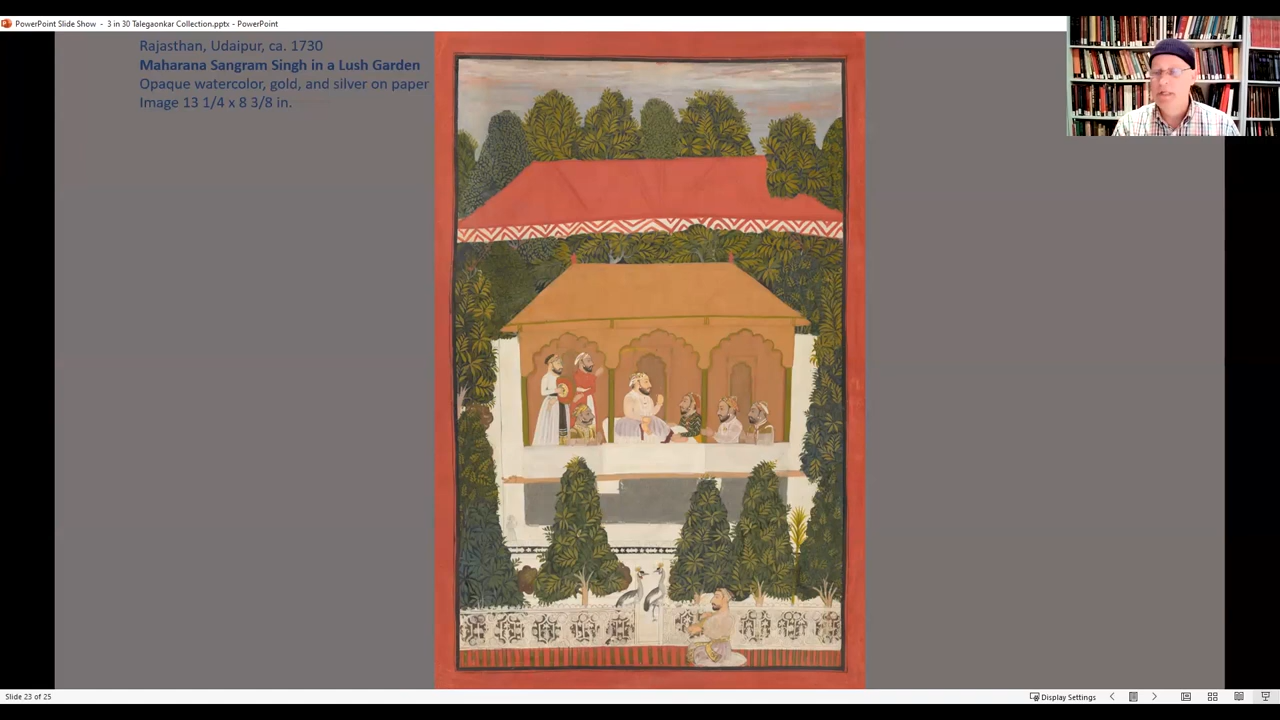 PowerPoint Slide Show - 3 in 30 Talegaonkar Collection.pptx - PowerPoint
Rajasthan, Udaipur, ca. 1730
Maharana Sangram Singh in a Lush Garden
Opaque watercolor, gold, and silver on paper
Image 13 1/4 x 8 3/8 in.
Slide 23 of 25
Display Settings